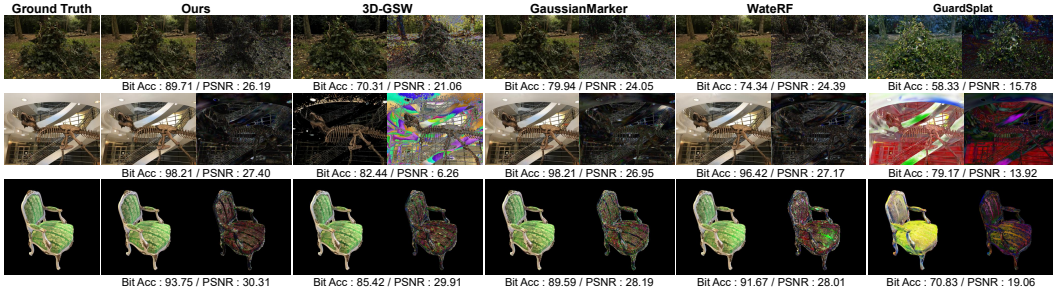 Ground Truth Ours 3D-GSW GaussianMarker WateRF GuardSplat
Bit Acc : 89.71 / PSNR : 26.19 Bit Acc : 70.31 / PSNR : 21.06 Bit Acc : 79.94 / PSNR : 24.05 Bit Acc : 74.34 / PSNR : 24.39 Bit Acc : 58.33 / PSNR : 15.78
Bit Acc : 98.21 / PSNR : 27.40 Bit Acc : 82.44 / PSNR : 6.26 Bit Acc : 98.21 / PSNR : 26.95 Bit Acc : 96.42 / PSNR : 27.17 Bit Acc : 79.17 / PSNR : 13.92
Bit Acc : 93.75 / PSNR : 30.31 Bit Acc : 85.42 / PSNR : 29.91 Bit Acc : 89.59 / PSNR : 28.19 Bit Acc : 91.67 / PSNR : 28.01 Bit Acc : 70.83 / PSNR : 19.06